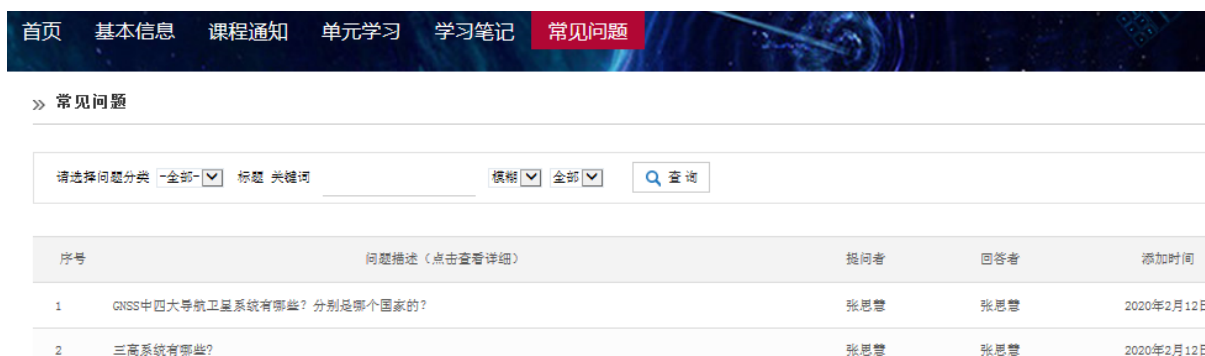 首页 基本信息 课程通知 单元学习 学习笔记 常见问题
» 常见问题
请选择问题分类 -全部- 标题 关键词 模糊 全部 查询
序号 问题描述（点击查看详细） 提问者 回答者 添加时间
1 GNSS中四大导航卫星系统有哪些？分别是哪个国家的？ 张思慧 张思慧 2020年2月12日
2 三高系统有哪些？ 张思慧 张思慧 2020年2月12日